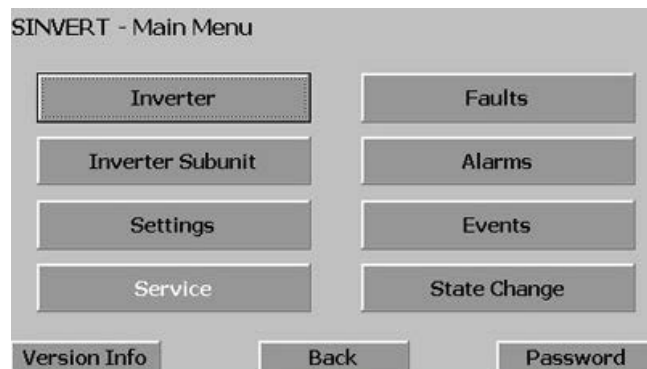 SINVERT - Main Menu
Inverter
Faults
Inverter Subunit
Alarms
Settings
Events
Service
State Change
Version Info
Back
Password